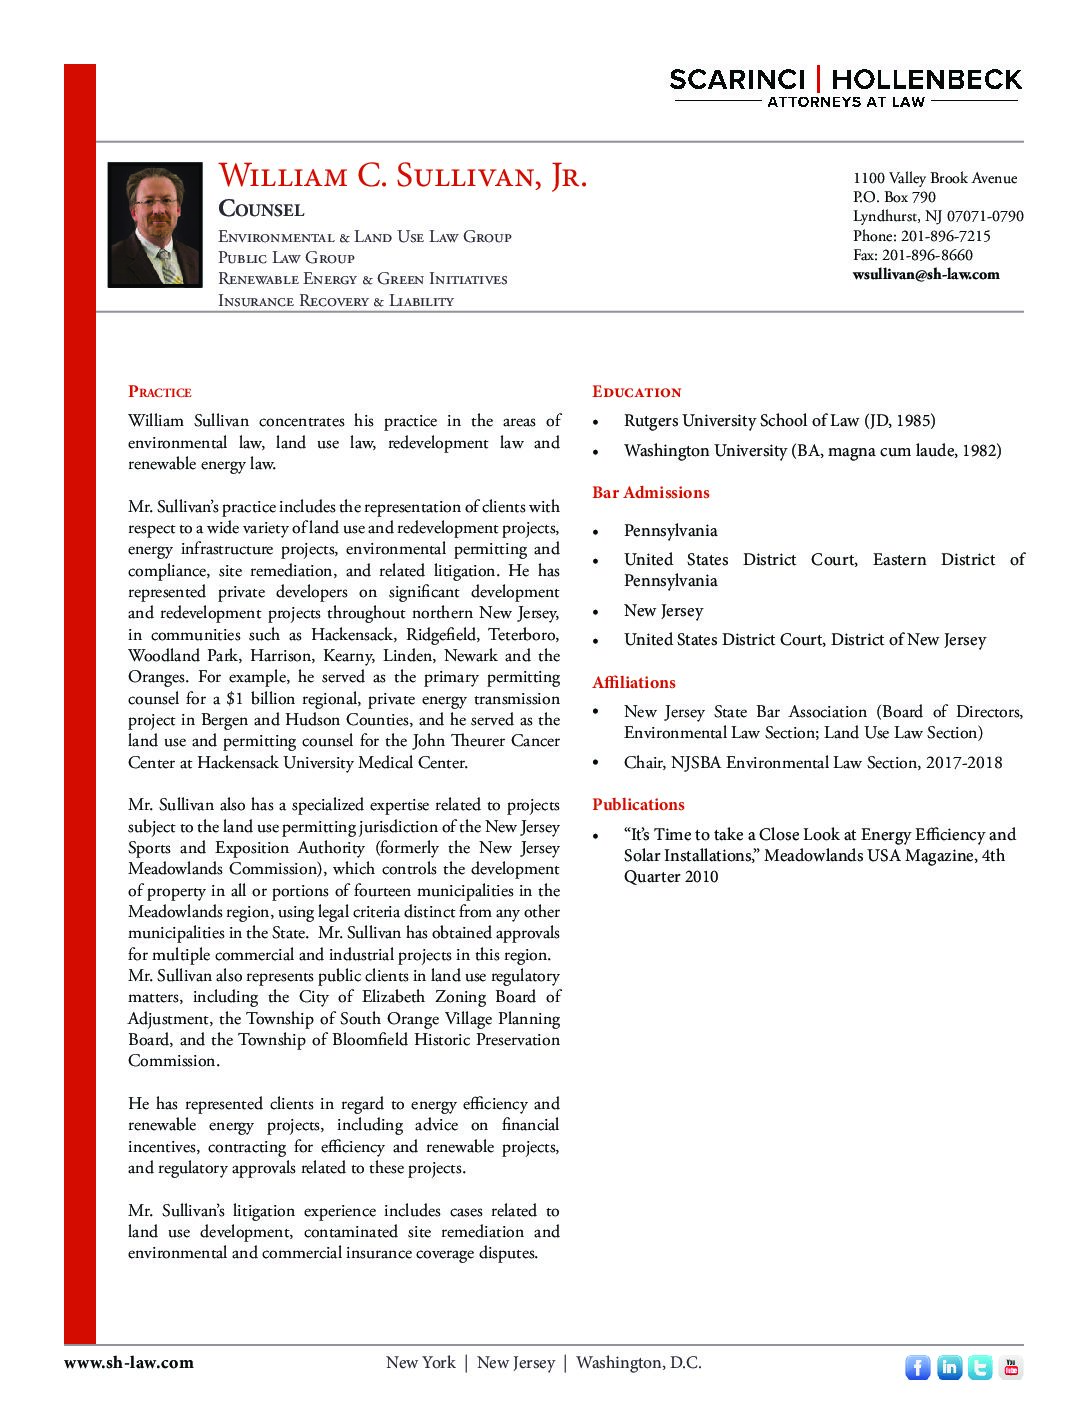 SCARINCI | HOLLENBECK
ATTORNEYS AT LAW
William C. Sullivan, Jr.
Counsel
Environmental & Land Use Law Group
Public Law Group
Renewable Energy & Green Initiatives
Insurance Recovery & Liability
1100 Valley Brook Avenue
P.O. Box 790
Lyndhurst, NJ 07071-0790
Phone: 201-896-7215
Fax: 201-896-8660
wsullivan@sh-law.com
Practice
William Sullivan concentrates his practice in the areas of
environmental law, land use law, redevelopment law and
renewable energy law.
Mr. Sullivan’s practice includes the representation of clients with
respect to a wide variety of land use and redevelopment projects,
energy infrastructure projects, environmental permitting and
compliance, site remediation, and related litigation. He has
represented private developers on significant development
and redevelopment projects throughout northern New Jersey,
in communities such as Hackensack, Ridgefield, Teterboro,
Woodland Park, Harrison, Kearny, Linden, Newark and the
Oranges. For example, he served as the primary permitting
counsel for a $1 billion regional, private energy transmission
project in Bergen and Hudson Counties, and he served as the
land use and permitting counsel for the John Theurer Cancer
Center at Hackensack University Medical Center.
Mr. Sullivan also has a specialized expertise related to projects
subject to the land use permitting jurisdiction of the New Jersey
Sports and Exposition Authority (formerly the New Jersey
Meadowlands Commission), which controls the development
of property in all or portions of fourteen municipalities in the
Meadowlands region, using legal criteria distinct from any other
municipalities in the State. Mr. Sullivan has obtained approvals
for multiple commercial and industrial projects in this region.
Mr. Sullivan also represents public clients in land use regulatory
matters, including the City of Elizabeth Zoning Board of
Adjustment, the Township of South Orange Village Planning
Board, and the Township of Bloomfield Historic Preservation
Commission.
He has represented clients in regard to energy efficiency and
renewable energy projects, including advice on financial
incentives, contracting for efficiency and renewable projects,
and regulatory approvals related to these projects.
Mr. Sullivan’s litigation experience includes cases related to
land use development, contaminated site remediation and
environmental and commercial insurance coverage disputes.
Education
• Rutgers University School of Law (JD, 1985)
• Washington University (BA, magna cum laude, 1982)
Bar Admissions
• Pennsylvania
• United States District Court, Eastern District of
Pennsylvania
• New Jersey
• United States District Court, District of New Jersey
Affiliations
• New Jersey State Bar Association (Board of Directors,
Environmental Law Section; Land Use Law Section)
• Chair, NJSBA Environmental Law Section, 2017-2018
Publications
• “It’s Time to take a Close Look at Energy Efficiency and
Solar Installations,” Meadowlands USA Magazine, 4th
Quarter 2010
www.sh-law.com
New York | New Jersey | Washington, D.C.
f
in
t
You
Tube